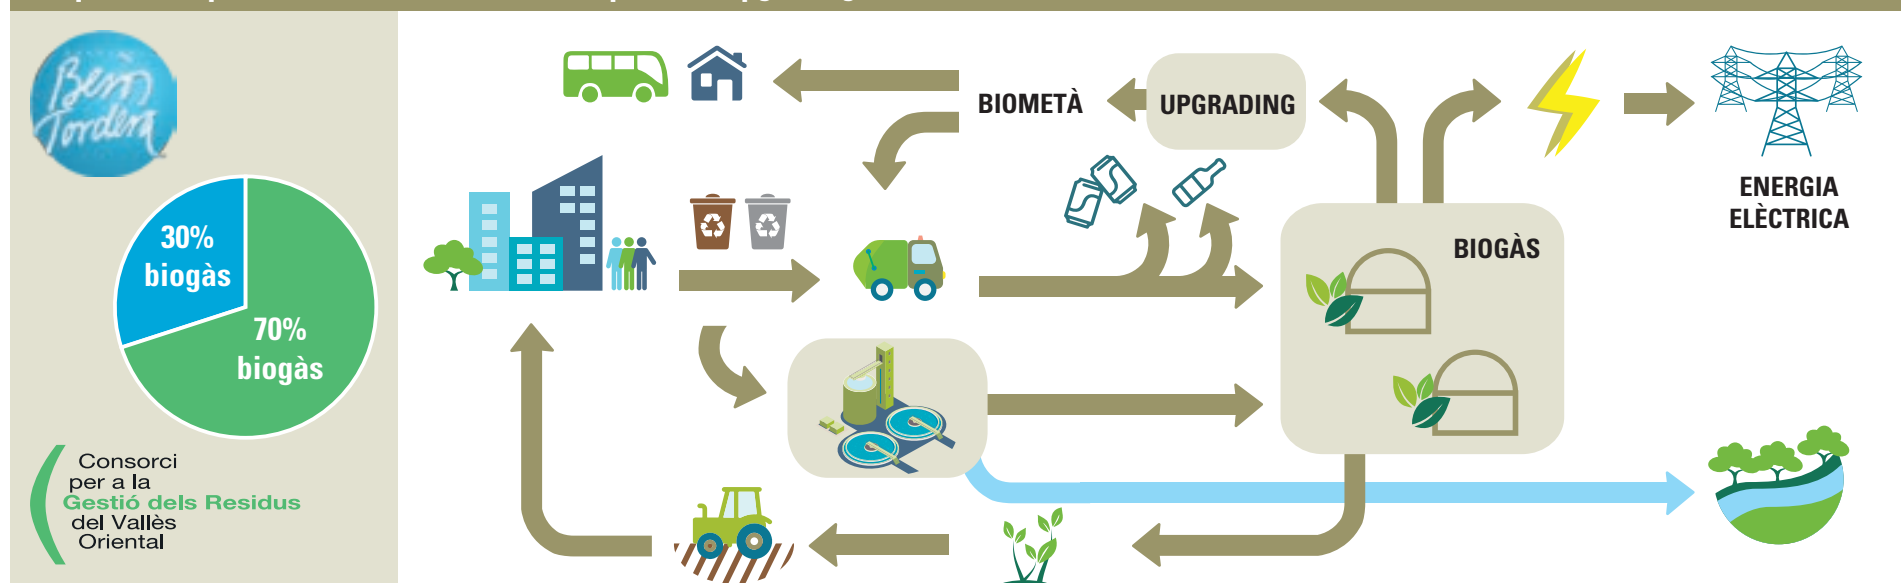 Besòs
Tordera
30%
biogàs
70%
biogàs
Consorci
per a la
Gestió dels Residus
del Vallès
Oriental
BIOMETÀ
UPGRADING
BIOGÀS
ENERGIA
ELÈCTRICA